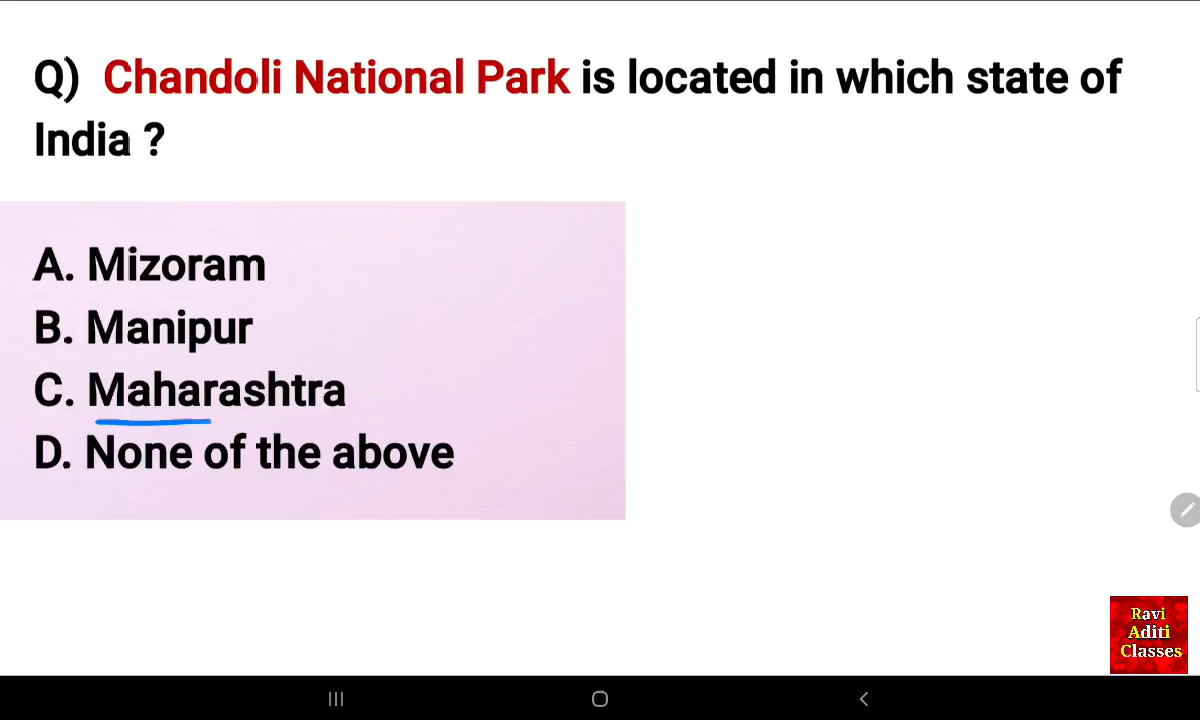 Q) Chandoli National Park is located in which state of
India ?
A. Mizoram
B. Manipur
C. Maharashtra
D. None of the above
Ravi
Aditi
Classes